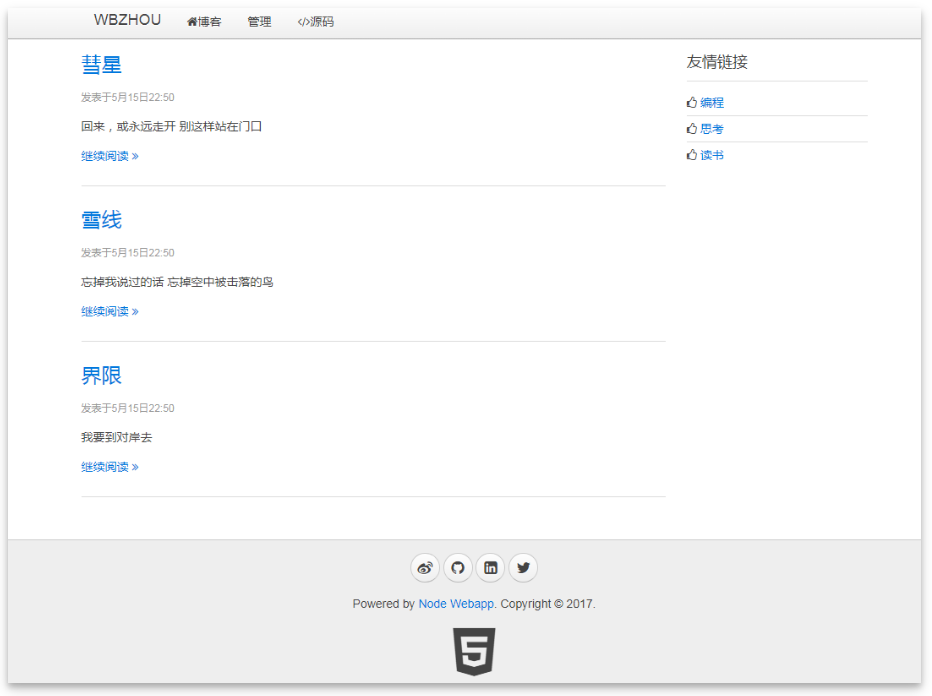 WBZHOU 博客 管理 </>源码
彗星
发表于5月15日22:50
回来，或永远走开 别这样站在门口
继续阅读 »
雪线
发表于5月15日22:50
忘掉我说过的话 忘掉空中被击落的鸟
继续阅读 »
界限
发表于5月15日22:50
我要到对岸去
继续阅读 »
友情链接
编程
思考
读书
Powered by Node Webapp. Copyright © 2017.